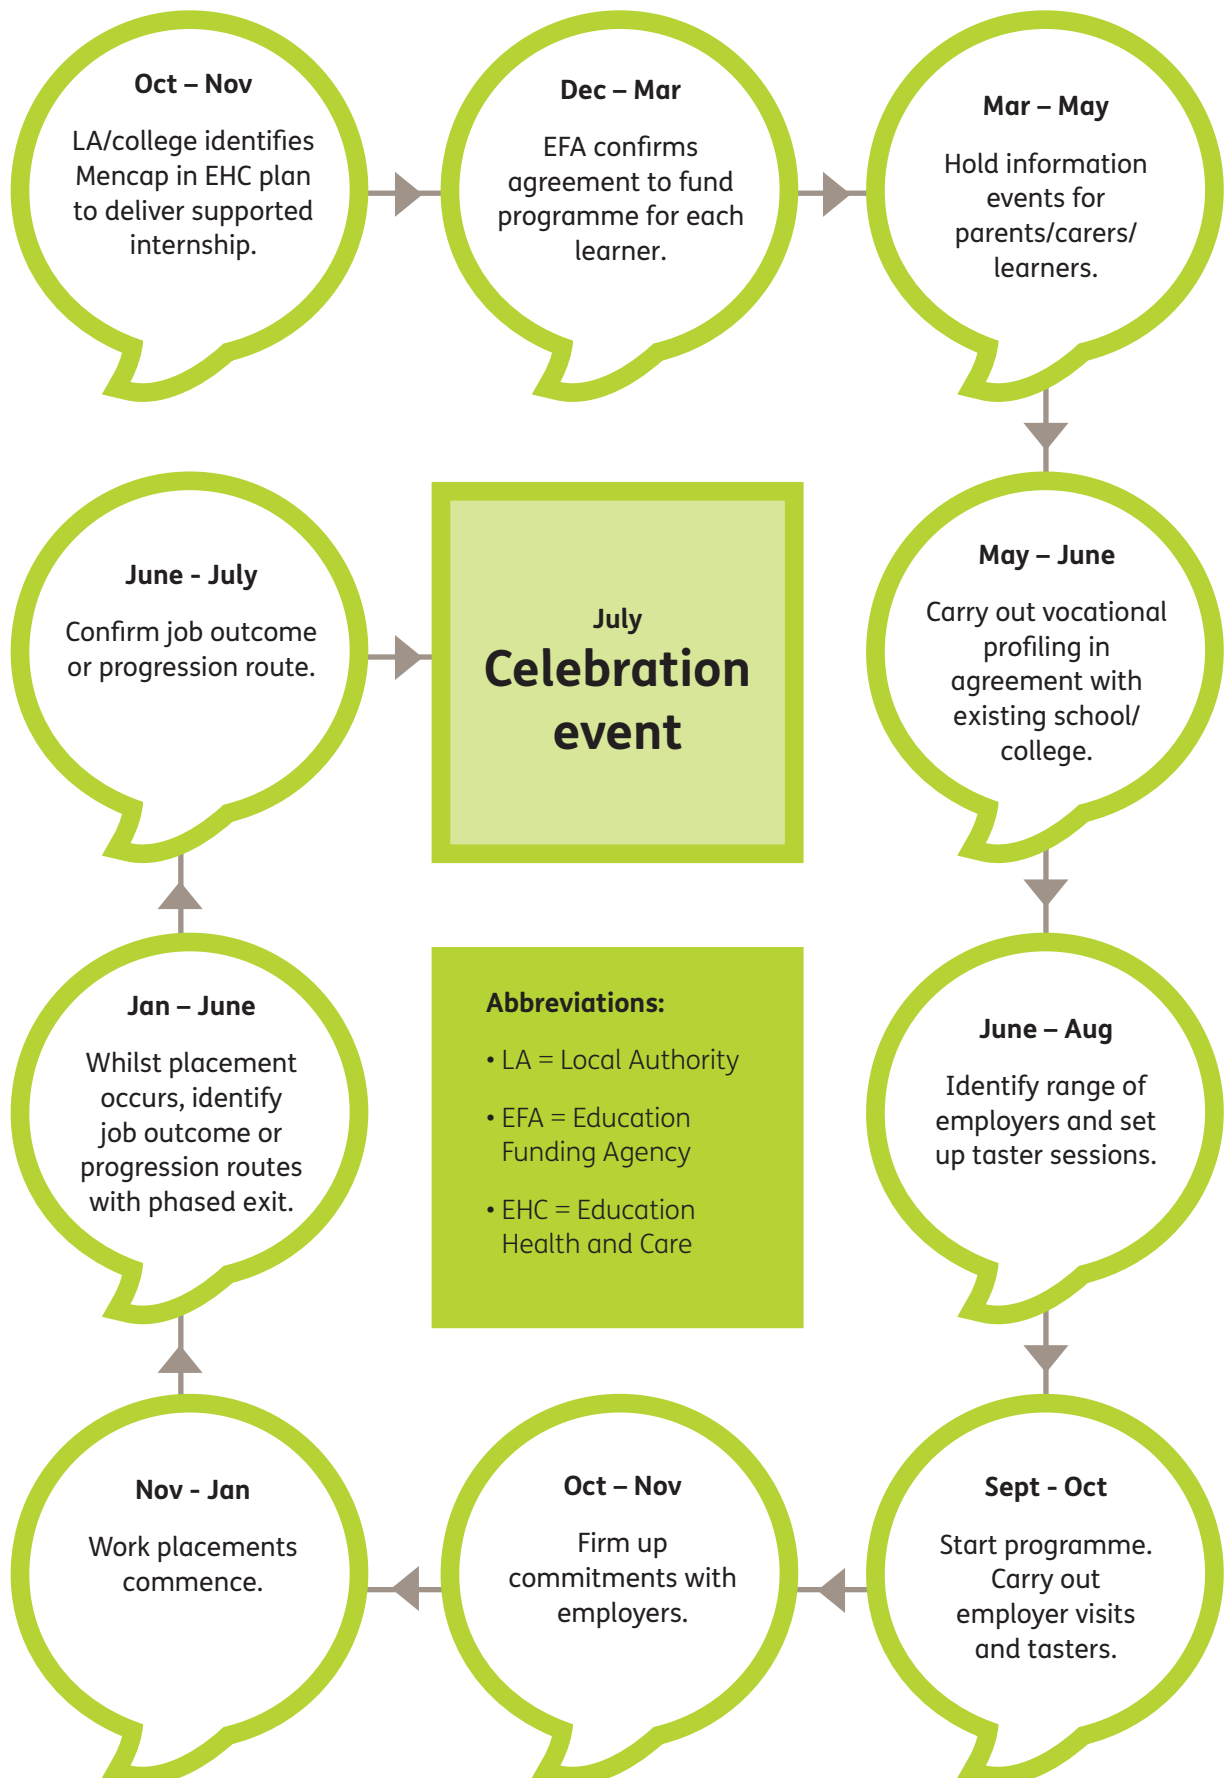 Oct – Nov
LA/college identifies
Mencap in EHC plan
to deliver supported
internship.
Dec – Mar
EFA confirms
agreement to fund
programme for each
learner.
Mar – May
Hold information
events for
parents/carers/
learners.
May – June
Carry out vocational
profiling in
agreement with
existing school/
college.
June – Aug
Identify range of
employers and set
up taster sessions.
Sept - Oct
Start programme.
Carry out
employer visits
and tasters.
Oct – Nov
Firm up
commitments with
employers.
Nov - Jan
Work placements
commence.
Jan – June
Whilst placement
occurs, identify
job outcome or
progression routes
with phased exit.
June - July
Confirm job outcome
or progression route.
July
Celebration
event
Abbreviations:
• LA = Local Authority
• EFA = Education
Funding Agency
• EHC = Education
Health and Care